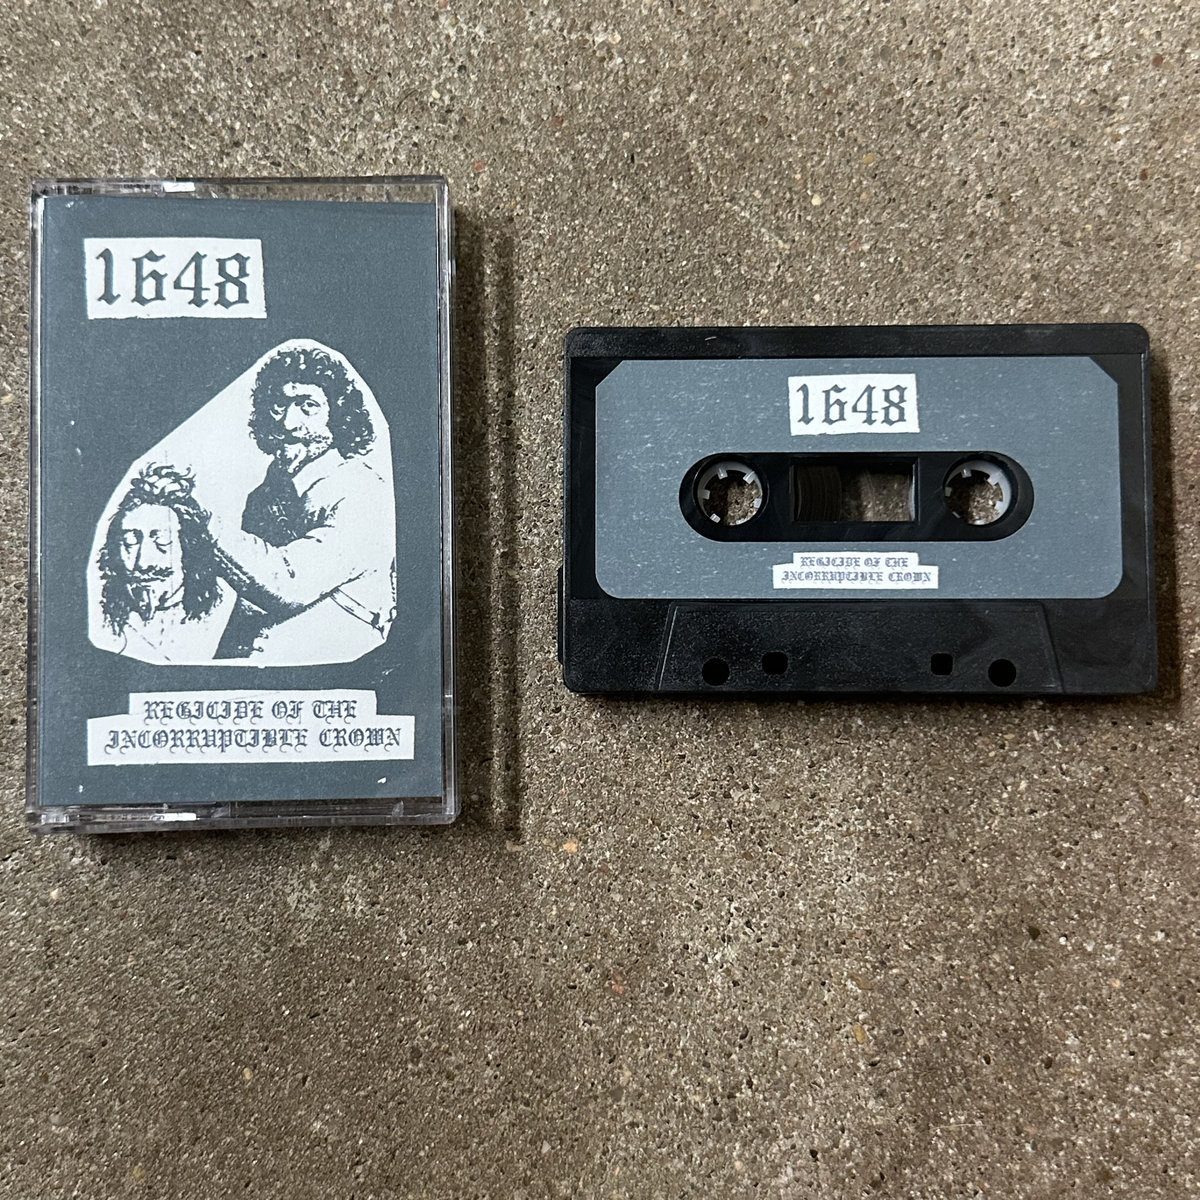 1648
REGICIDE OF THE
INCORRUPTIBLE CROWN
1648
REGICIDE OF THE
INCORRUPTIBLE CROWN